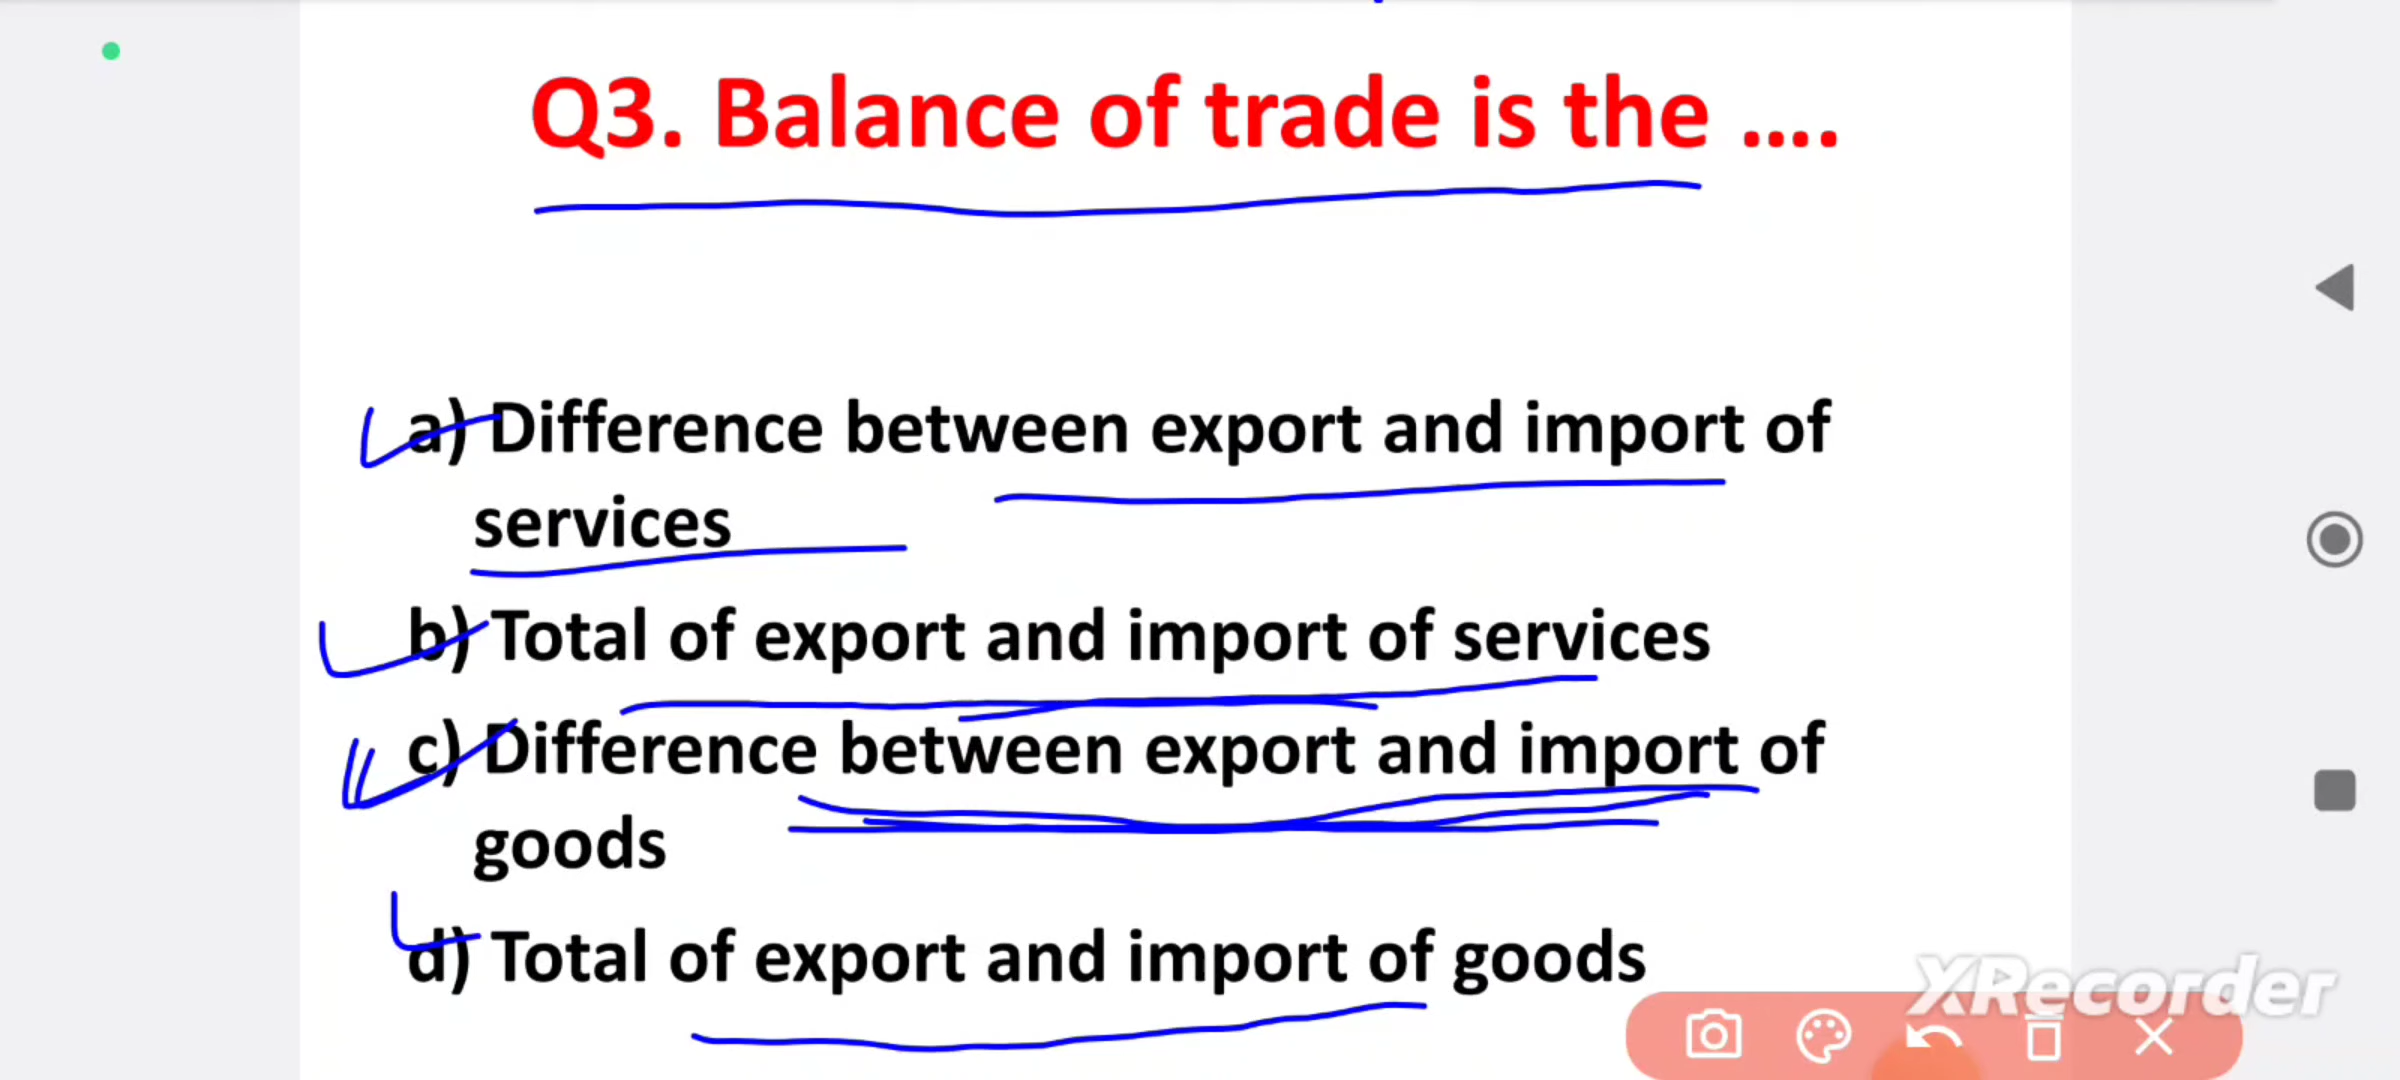 Q3. Balance of trade is the ....
a) Difference between export and import of
services
b) Total of export and import of services
c) Difference between export and import of
goods
d) Total of export and import of goods
XRecorder